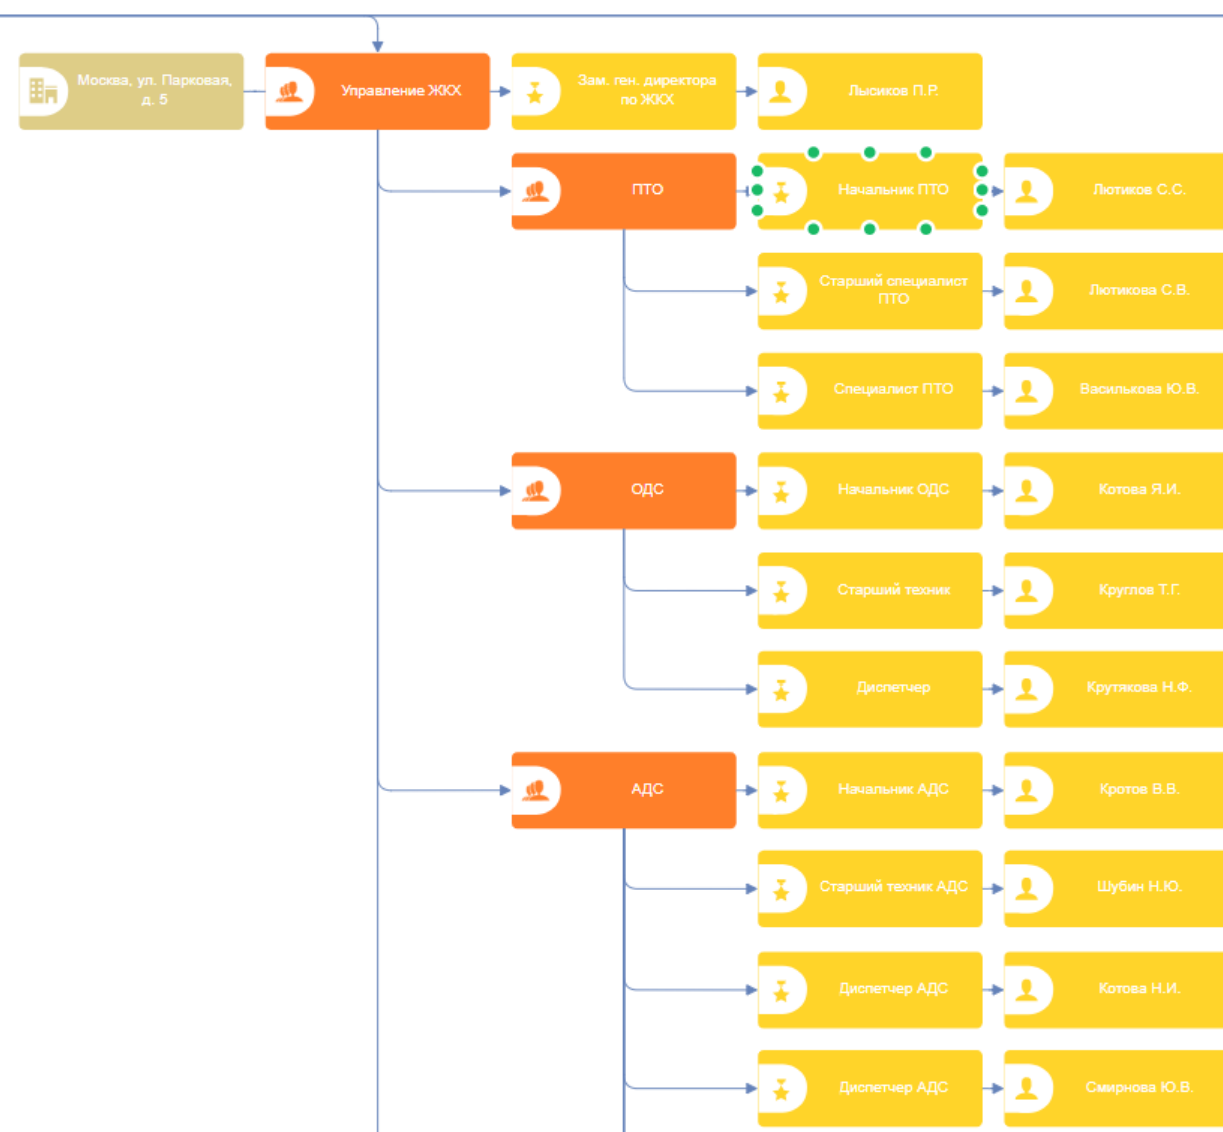 Москва, ул. Парковая,
д. 5
Управление ЖКХ
Зам. ген. директора
по ЖКХ
Лысиков П.Р.
ПТО
Начальник ПТО
Лютиков С.С.
Старший специалист
ПТО
Лютикова С.В.
Специалист ПТО
Василькова Ю.В.
ОДС
Начальник ОДС
Котова Я.И.
Старший техник
Круглов Т.Г.
Диспетчер
Крутякова Н.Ф.
АДС
Начальник АДС
Кротов В.В.
Старший техник АДС
Шубин Н.Ю.
Диспетчер АДС
Котова Н.И.
Диспетчер АДС
Смирнова Ю.В.